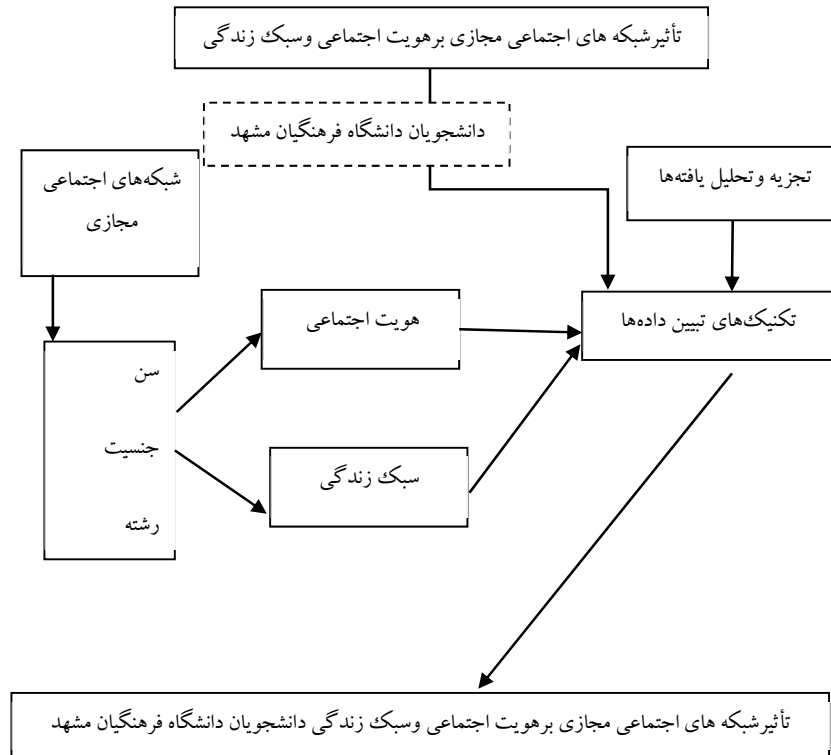 تأثیرشبکه های اجتماعی مجازی برهویت اجتماعی وسبک زندگی
دانشجویان دانشگاه فرهنگیان مشهد
شبکه‌های اجتماعی
مجازی
تجزیه وتحلیل یافته‌ها
هویت اجتماعی
تکنیک‌های تبیین داده‌ها
سن
جنسیت
رشته
سبک زندگی
تأثیرشبکه های اجتماعی مجازی برهویت اجتماعی وسبک زندگی دانشجویان دانشگاه فرهنگیان مشهد